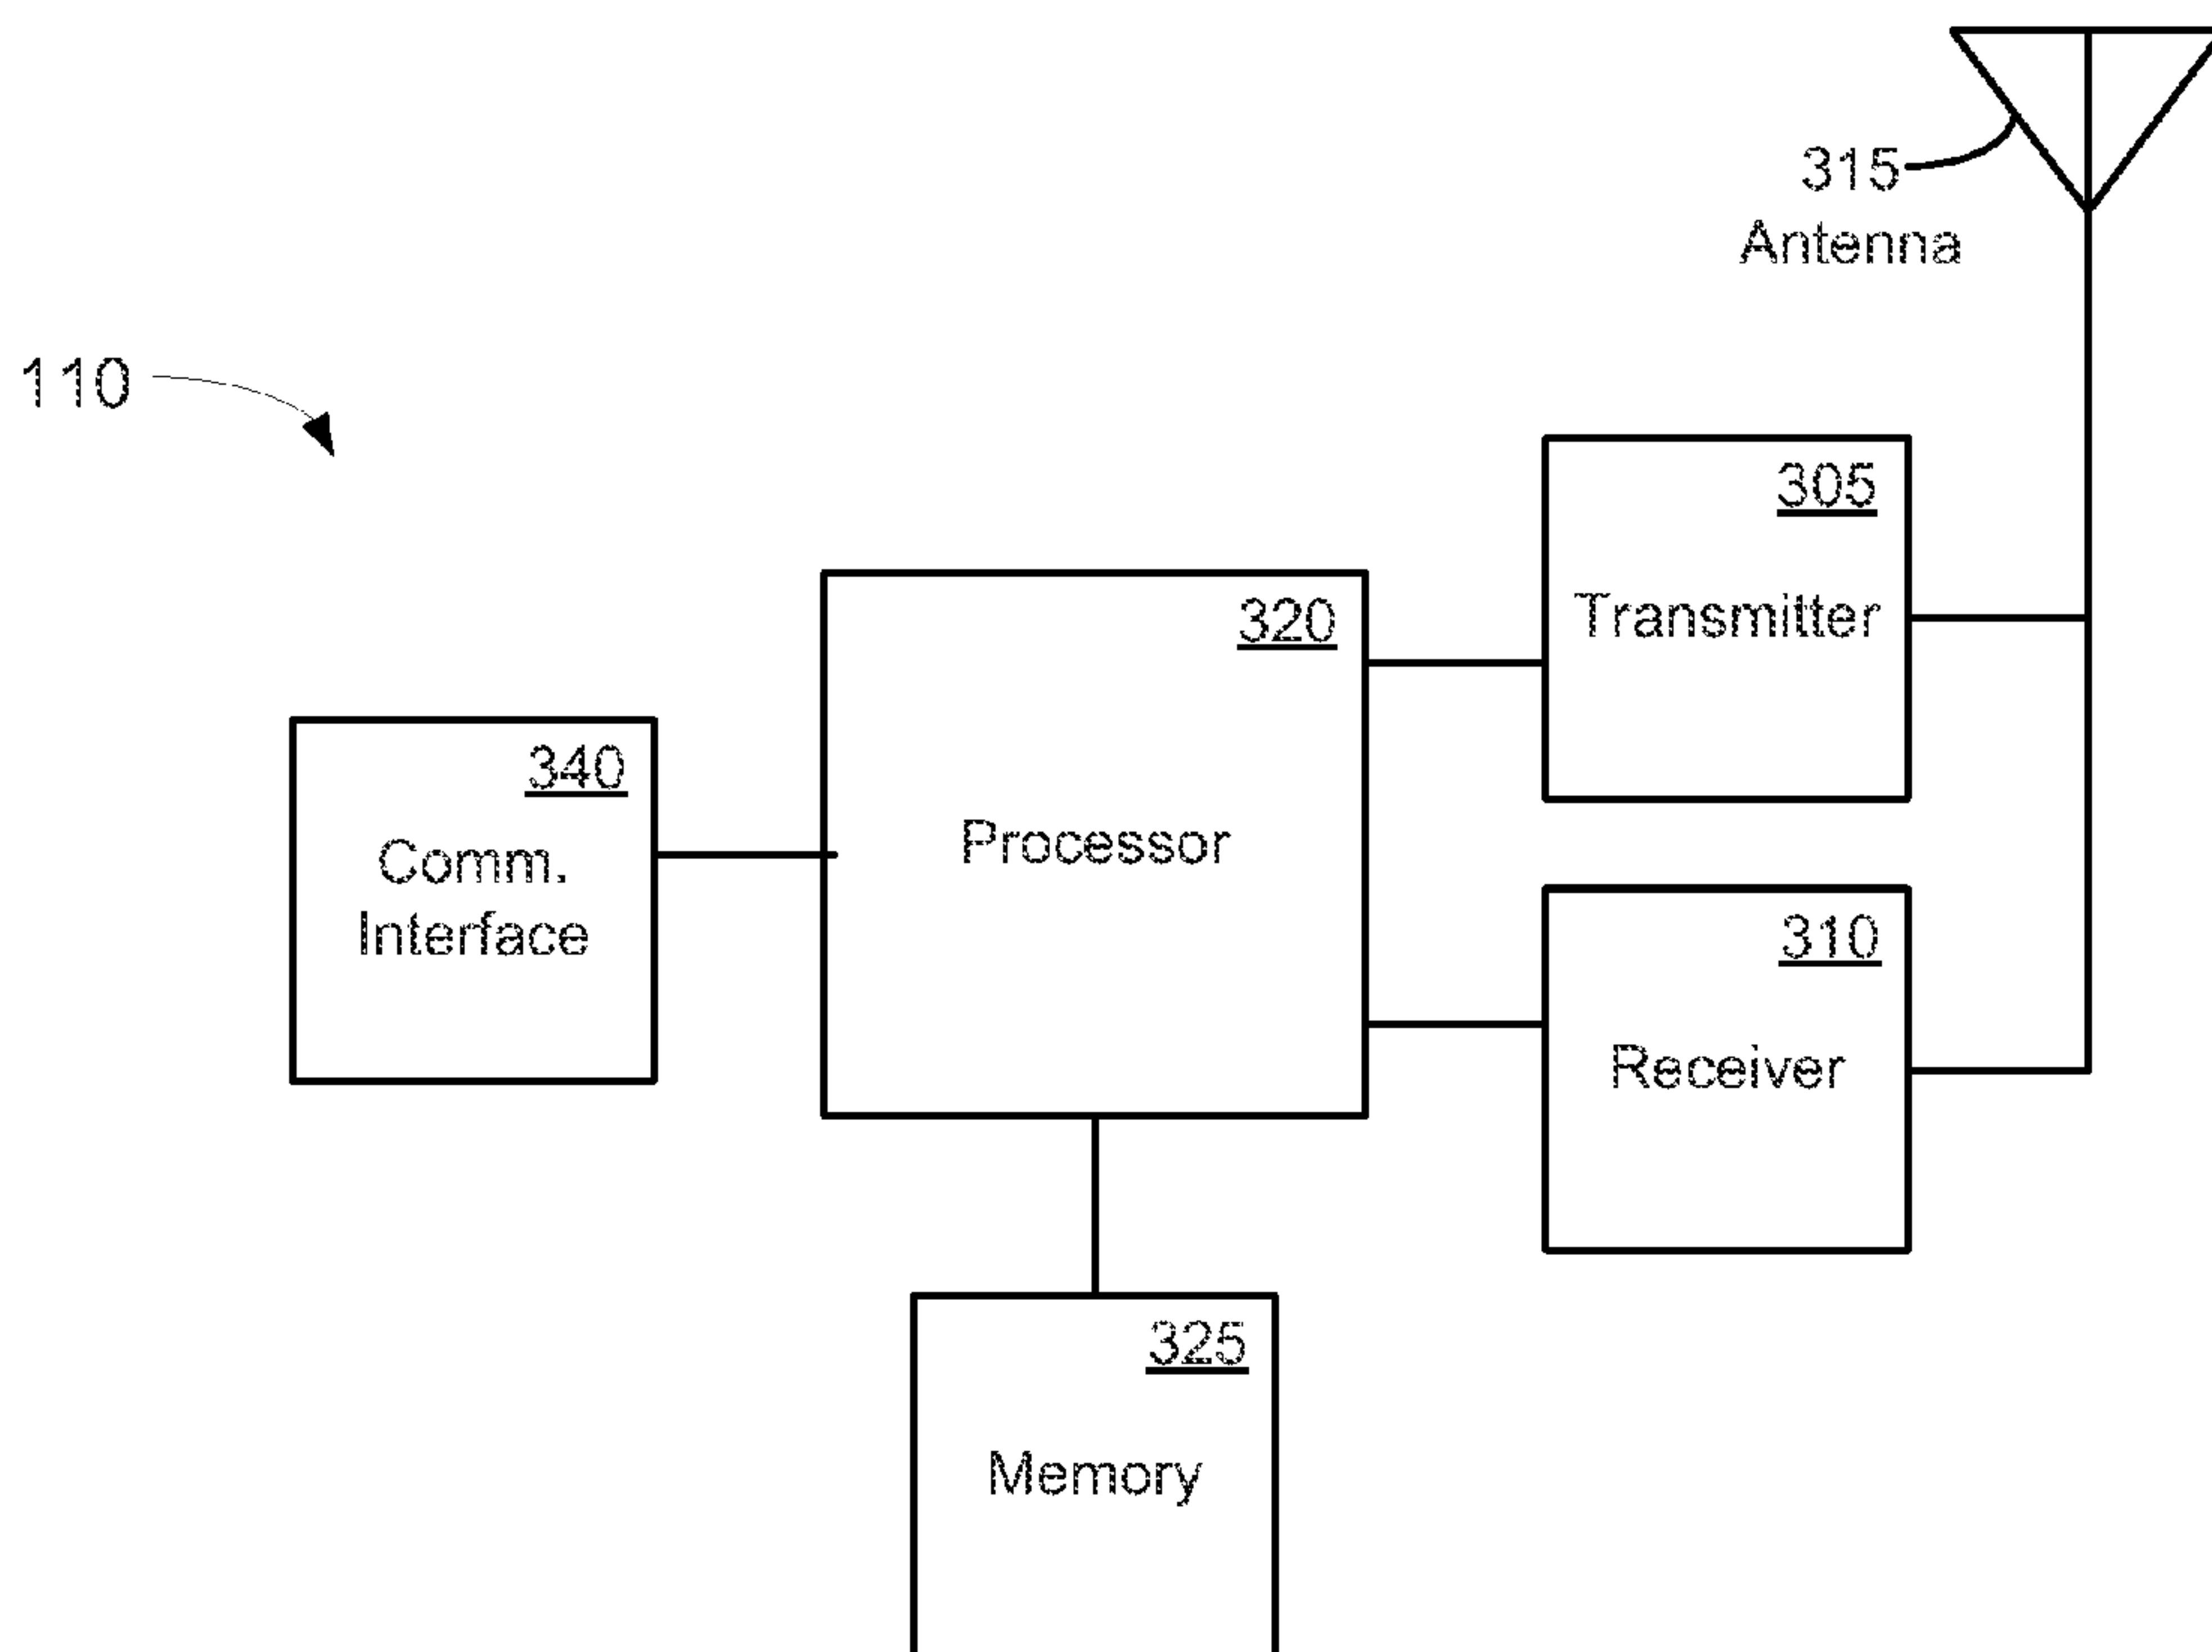 315
Antenna
110
305
Transmitter
320
Processor
340
Comm.
Interface
310
Receiver
325
Memory